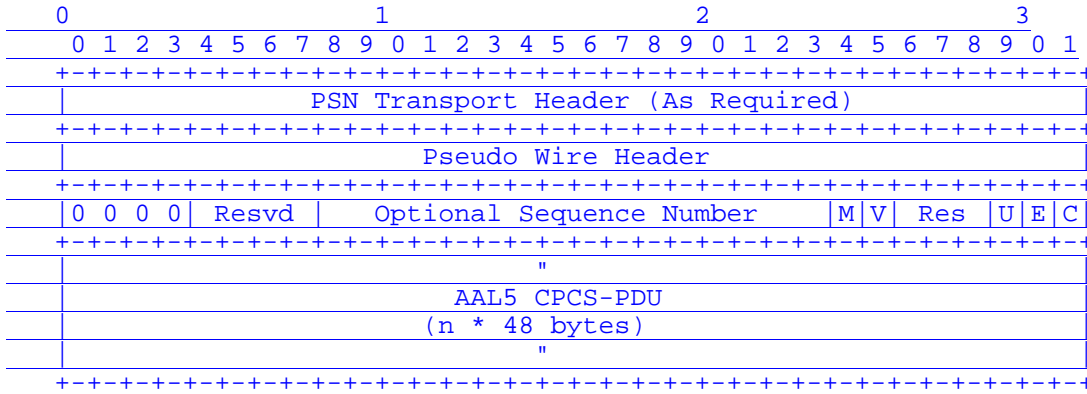 0                   1                   2                   3
 0 1 2 3 4 5 6 7 8 9 0 1 2 3 4 5 6 7 8 9 0 1 2 3 4 5 6 7 8 9 0 1
+-+-+-+-+-+-+-+-+-+-+-+-+-+-+-+-+-+-+-+-+-+-+-+-+-+-+-+-+-+-+-+-+
|               PSN Transport Header (As Required)              |
+-+-+-+-+-+-+-+-+-+-+-+-+-+-+-+-+-+-+-+-+-+-+-+-+-+-+-+-+-+-+-+-+
|                      Pseudo Wire Header                       |
+-+-+-+-+-+-+-+-+-+-+-+-+-+-+-+-+-+-+-+-+-+-+-+-+-+-+-+-+-+-+-+-+
|0 0 0 0| Resvd |   Optional Sequence Number    |M|V| Res |U|E|C|
+-+-+-+-+-+-+-+-+-+-+-+-+-+-+-+-+-+-+-+-+-+-+-+-+-+-+-+-+-+-+-+-+
|                             "                                 |
|                        AAL5 CPCS-PDU                          |
|                      (n * 48 bytes)                           |
|                             "                                 |
+-+-+-+-+-+-+-+-+-+-+-+-+-+-+-+-+-+-+-+-+-+-+-+-+-+-+-+-+-+-+-+-+